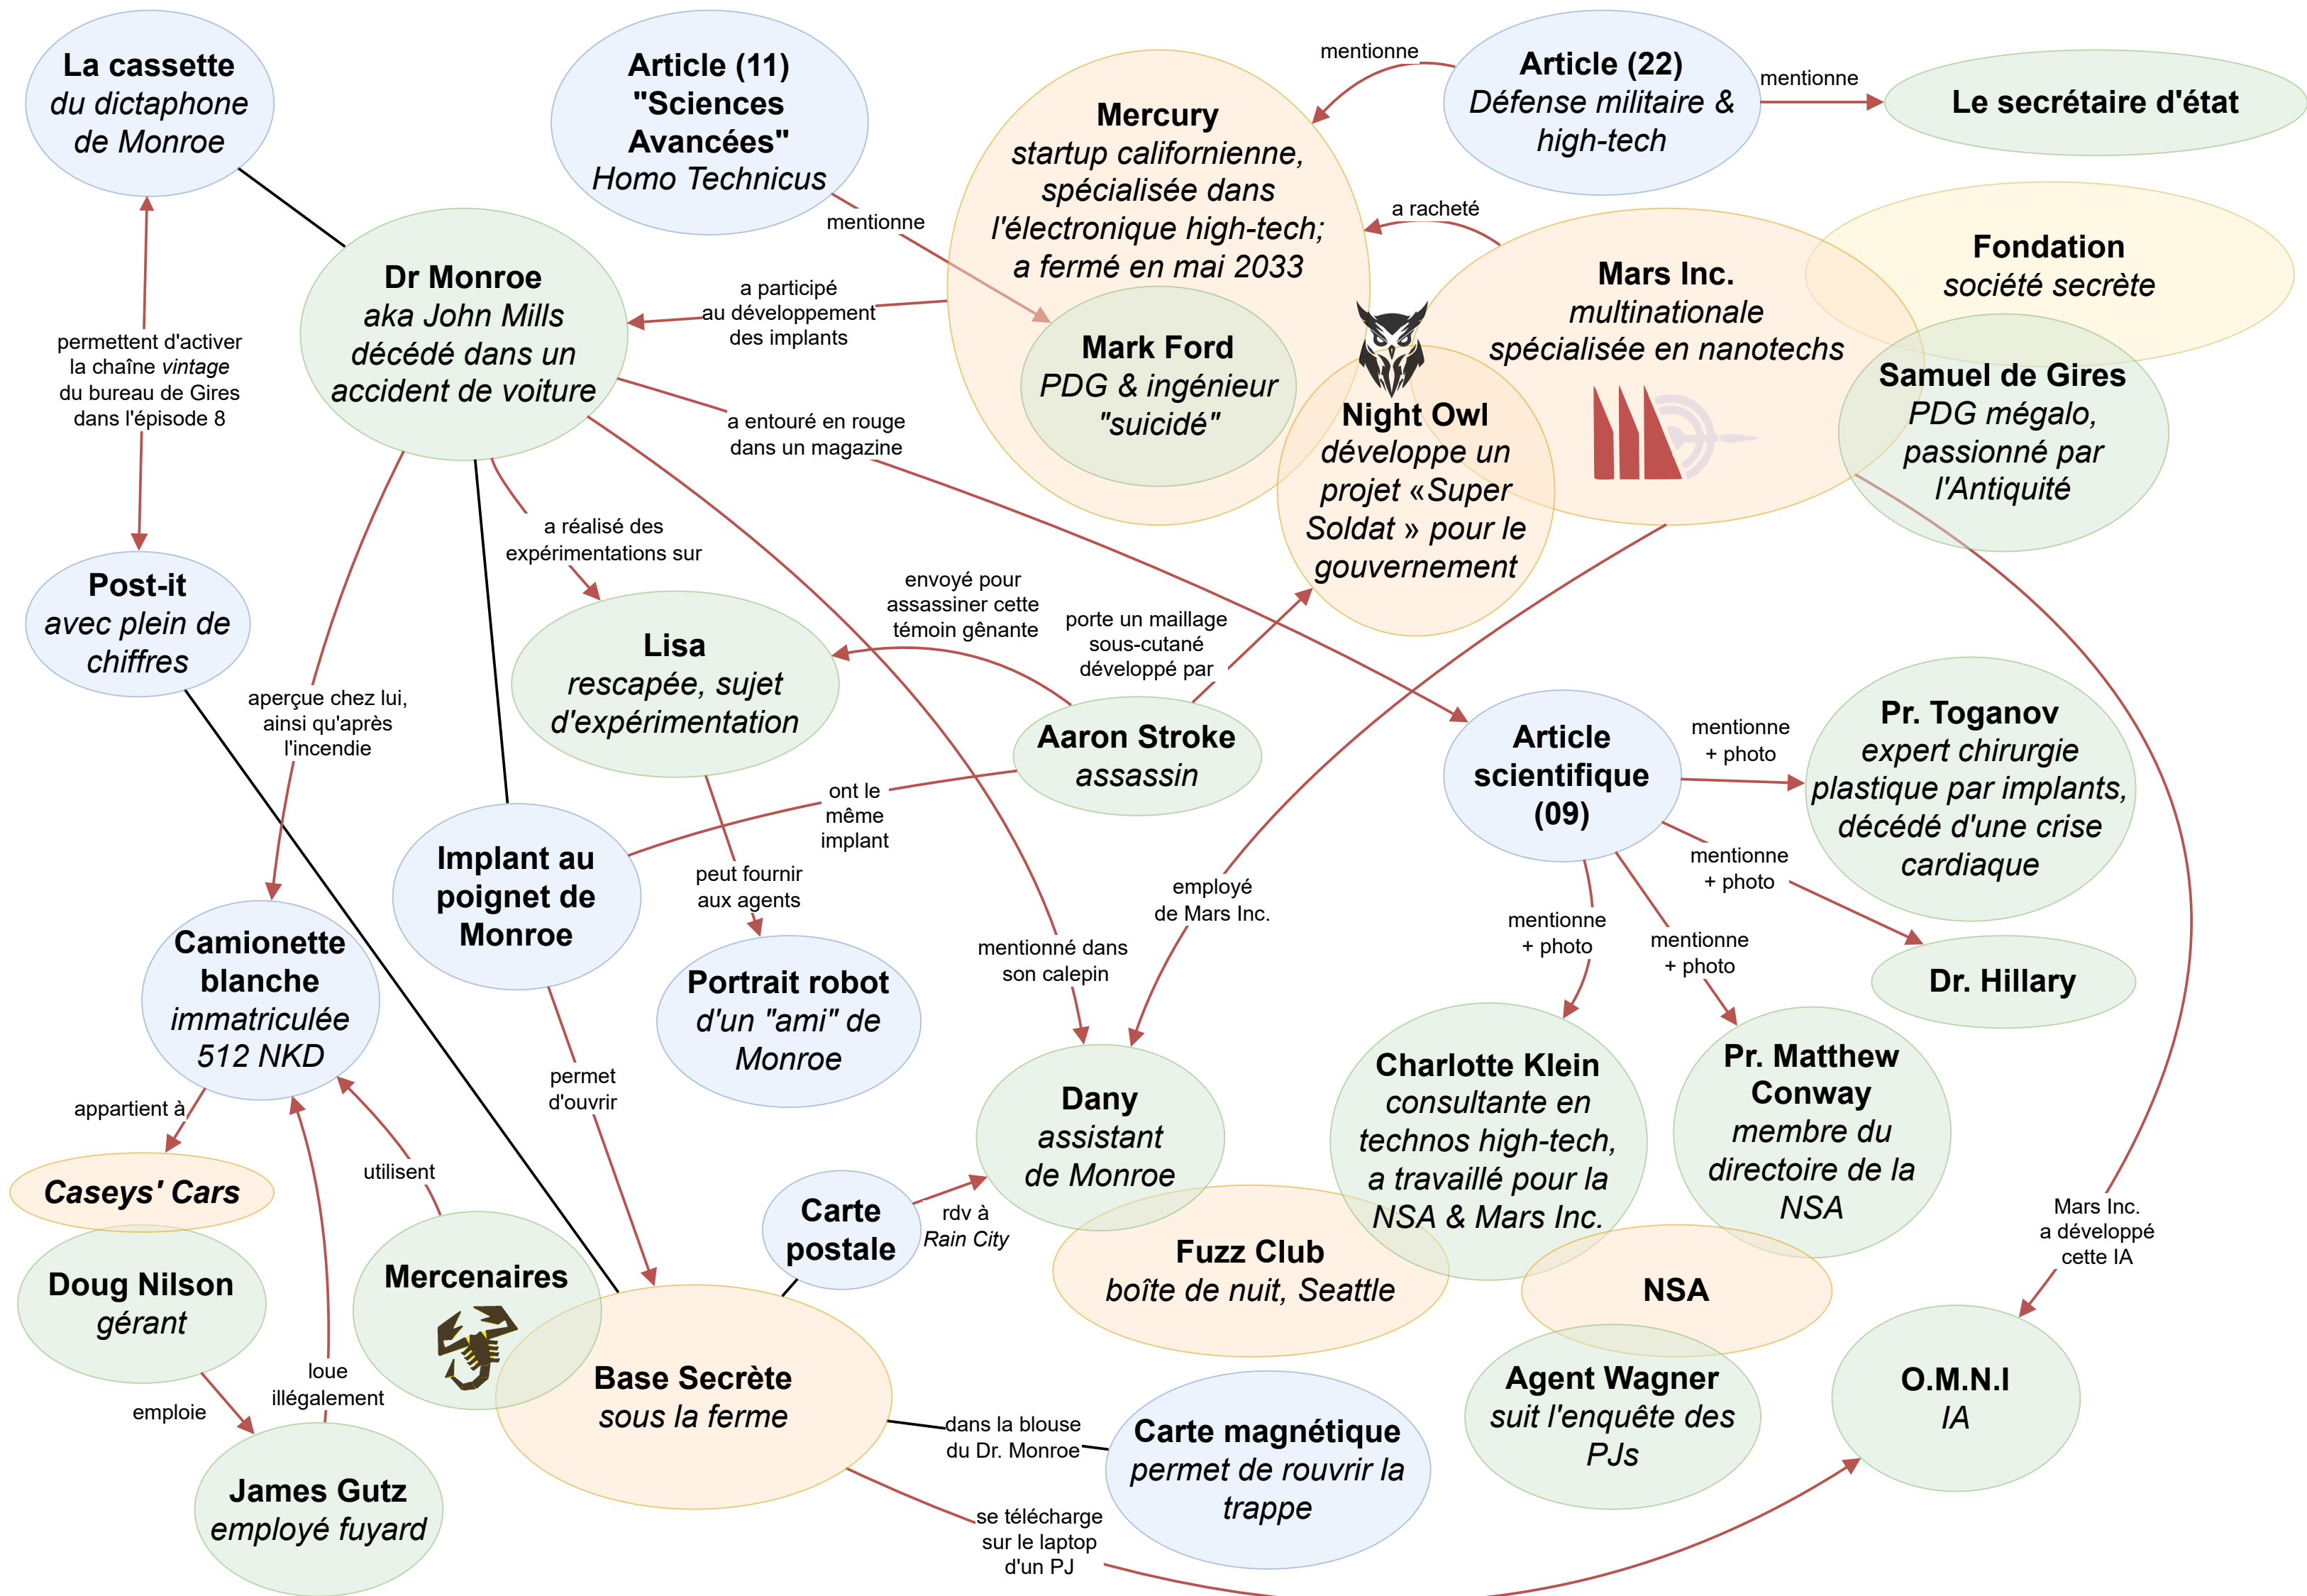 La cassette
du dictaphone
de Monroe
Article (11)
"Sciences
Avancées"
Homo Technicus
mentionne
Mercury
startup californienne,
spécialisée dans
l'électronique high-tech;
a fermé en mai 2033
mentionne
Article (22)
Défense militaire &
high-tech
mentionne
Le secrétaire d'état
a racheté
Fondation
société secrète
Mars Inc.
multinationale
spécialisée en nanotechs
Dr Monroe
aka John Mills
décédé dans un
accident de voiture
a participé
au développement
des implants
Mark Ford
PDG & ingénieur
"suicidé"
Samuel de Gires
PDG mégalo,
passionné par
l'Antiquité
permettent d'activer
la chaîne vintage
du bureau de Gires
dans l'épisode 8
a entouré en rouge
dans un magazine
Night Owl
développe un
projet «Super
Soldat » pour le
gouvernement
a réalisé des
expérimentations sur
Post-it
avec plein de
chiffres
envoyé pour
assassiner cette
témoin gênante
porte un maillage
sous-cutané
développé par
Lisa
rescapée, sujet
d'expérimentation
aperçue chez lui,
ainsi qu'après
l'incendie
Aaron Stroke
assassin
Article
scientifique
(09)
mentionne
+ photo
Pr. Toganov
expert chirurgie
plastique par implants,
décédé d'une crise
cardiaque
ont le
même
implant
Implant au
poignet de
Monroe
peut fournir
aux agents
employé
de Mars Inc.
mentionne
+ photo
mentionne
+ photo
mentionne
+ photo
mentionné dans
son calepin
Camionette
blanche
immatriculée
512 NKD
Portrait robot
d'un "ami" de
Monroe
Dr. Hillary
permet
d'ouvrir
Dany
assistant
de Monroe
Charlotte Klein
consultante en
technos high-tech,
a travaillé pour la
NSA & Mars Inc.
Pr. Matthew
Conway
membre du
directoire de la
NSA
appartient à
utilisent
Caseys' Cars
Carte
postale
rdv à
Rain City
Mars Inc.
a développé
cette IA
Doug Nilson
gérant
Mercenaires
Fuzz Club
boîte de nuit, Seattle
NSA
loue
illégalement
emploie
Base Secrète
sous la ferme
dans la blouse
du Dr. Monroe
Carte magnétique
permet de rouvrir la
trappe
Agent Wagner
suit l'enquête des
PJs
O.M.N.I
IA
James Gutz
employé fuyard
se télécharge
sur le laptop
d'un PJ